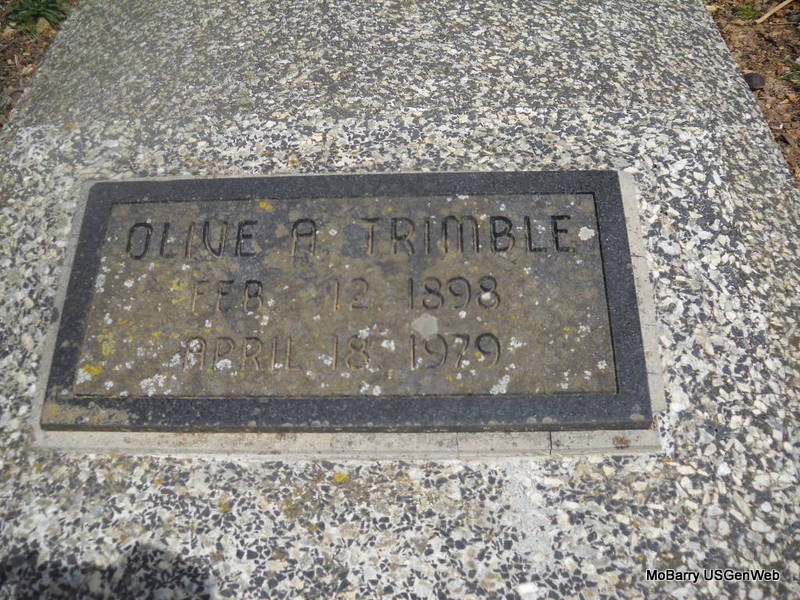 OLIVE A. TRIMBLE
FEB 12 1898
APRIL 18 1979
MoBarry USGenWeb